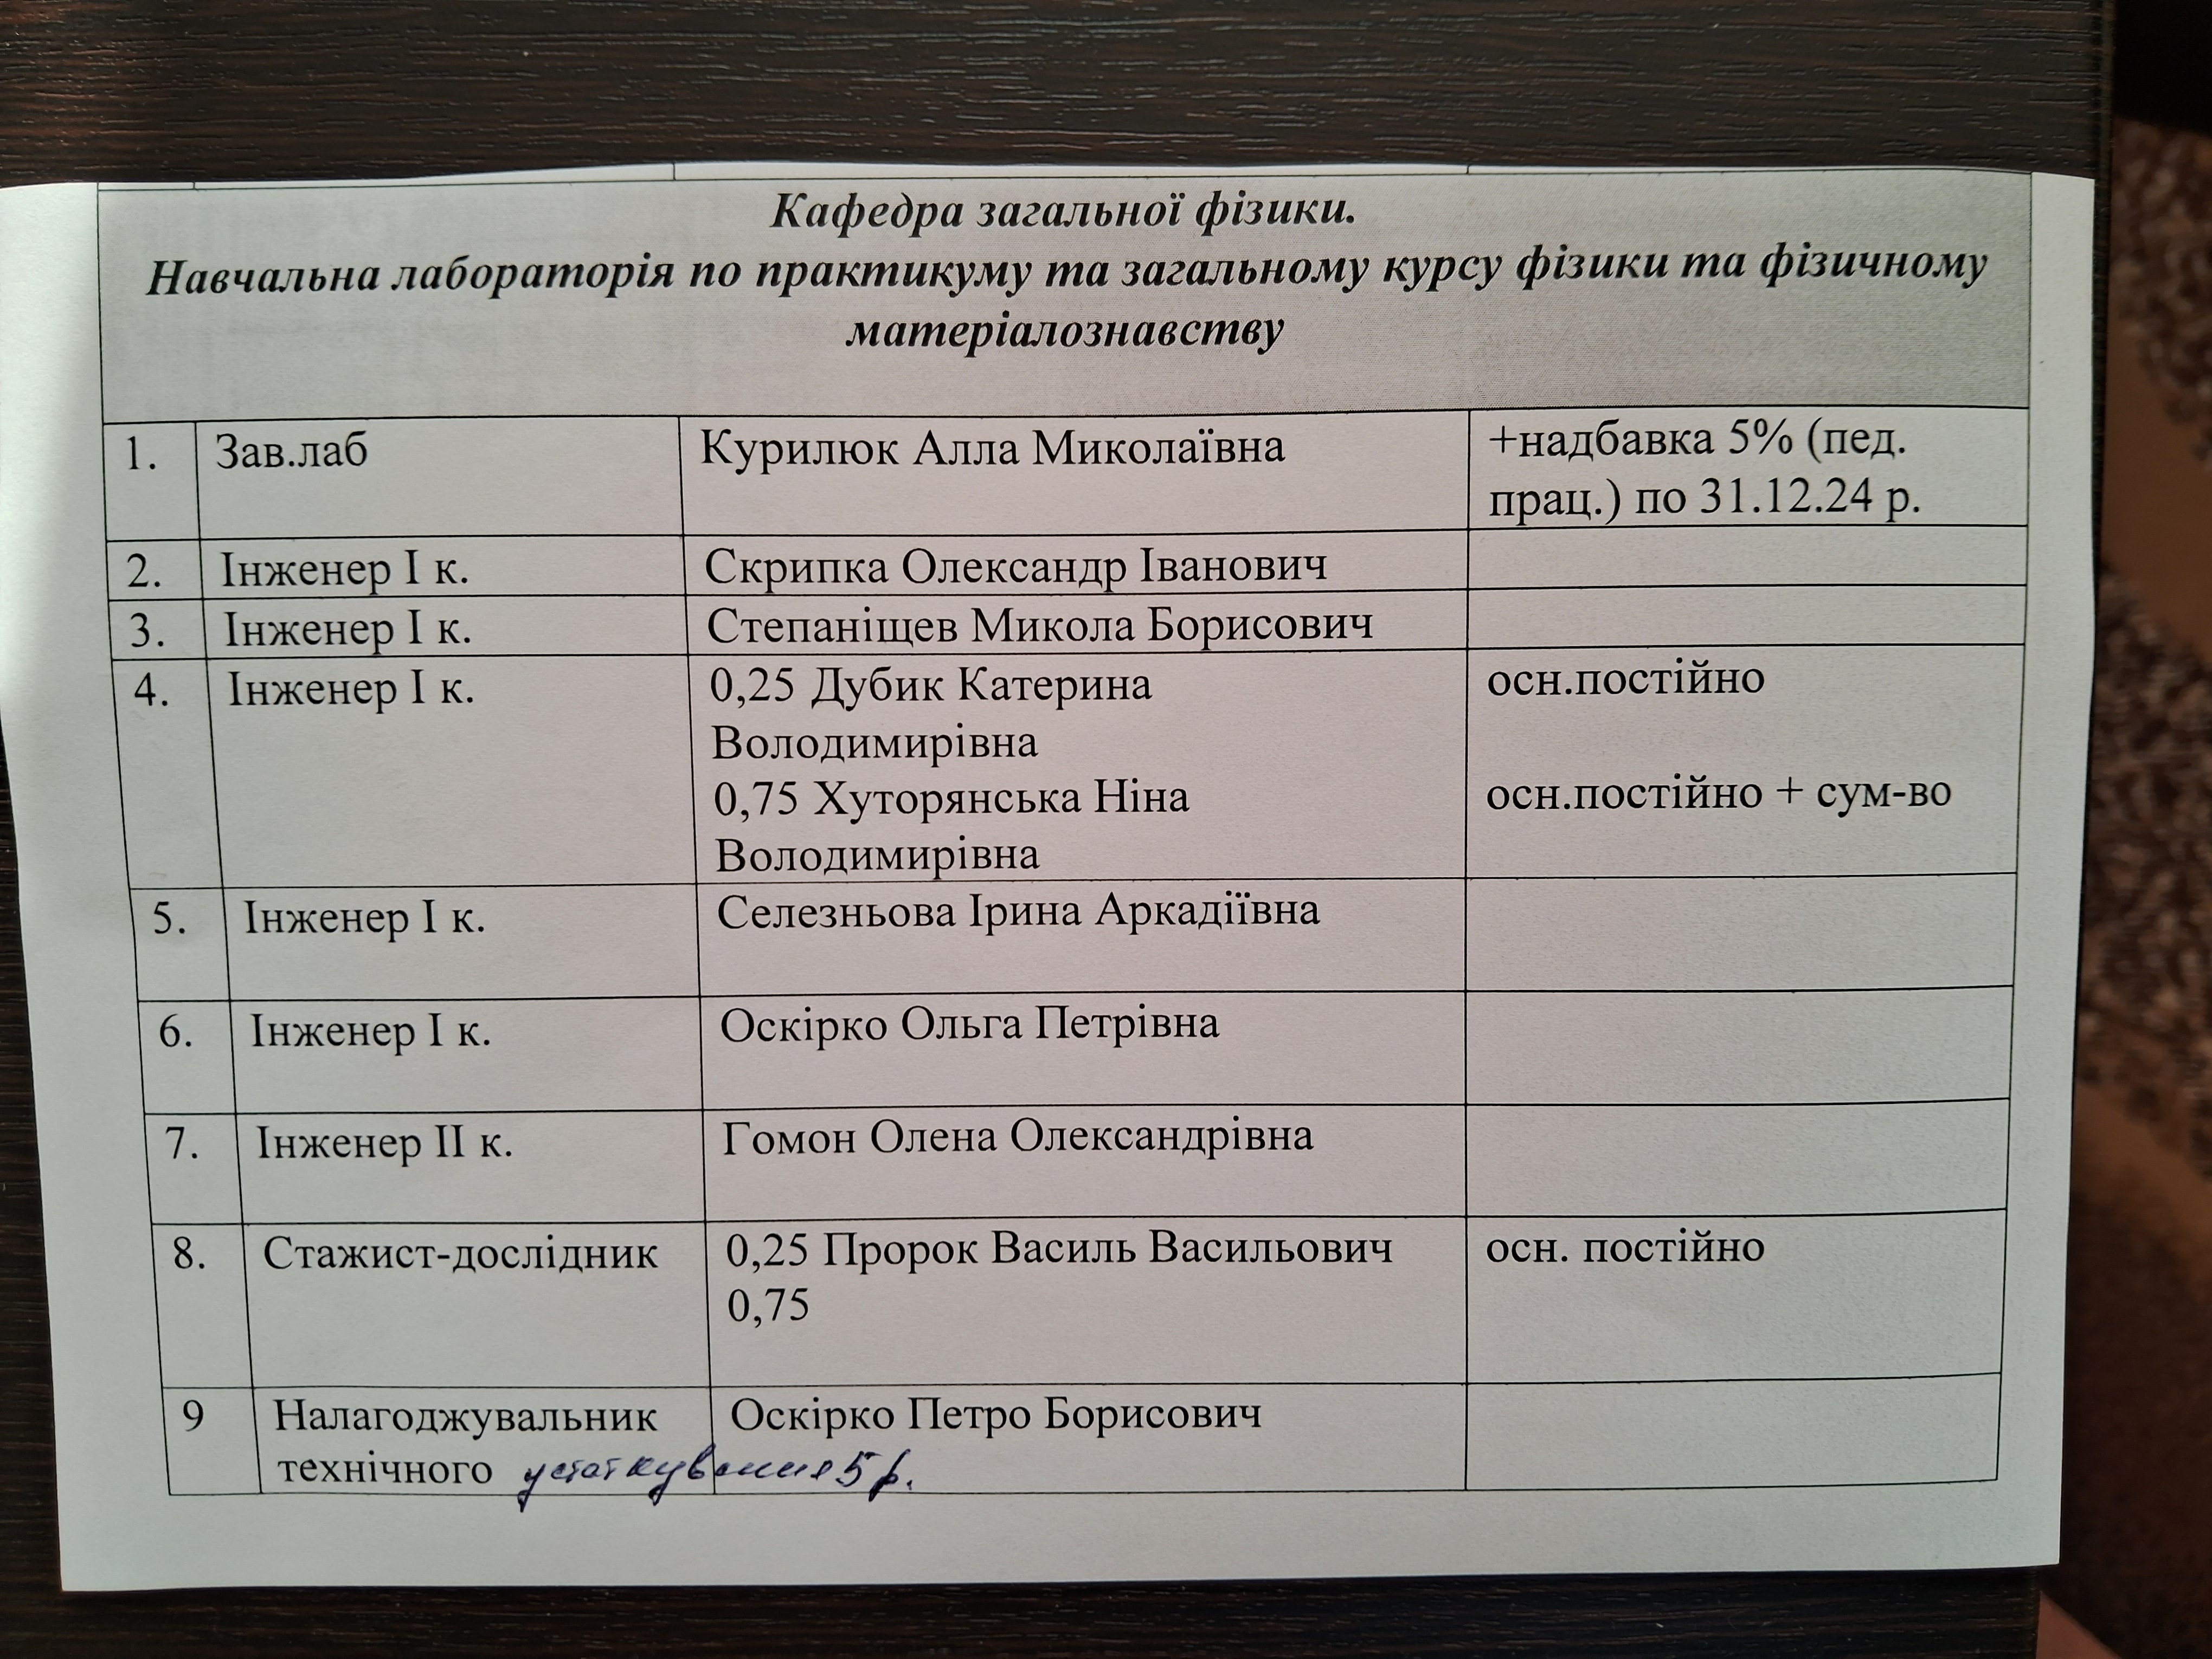 Кафедра загальної фізики.
Навчальна лабораторія по практикуму та загальному курсу фізики та фізичному
матеріалознавству
1. Зав.лаб Курилюк Алла Миколаївна +надбавка 5% (пед.
прац.) по 31.12.24 р.
2. Інженер І к. Скрипка Олександр Іванович
3. Інженер І к. Степаніщев Микола Борисович
4. Інженер І к. 0,25 Дубик Катерина осн.постійно
Володимирівна
0,75 Хуторянська Ніна осн.постійно + сум-во
Володимирівна
5. Інженер І к. Селезньова Ірина Аркадіївна
6. Інженер І к. Оскірко Ольга Петрівна
7. Інженер ІІ к. Гомон Олена Олександрівна
8. Стажист-дослідник 0,25 Пророк Василь Васильович осн. постійно
0,75
9 Налагоджувальник Оскірко Петро Борисович
технічного устаткування 5 р.